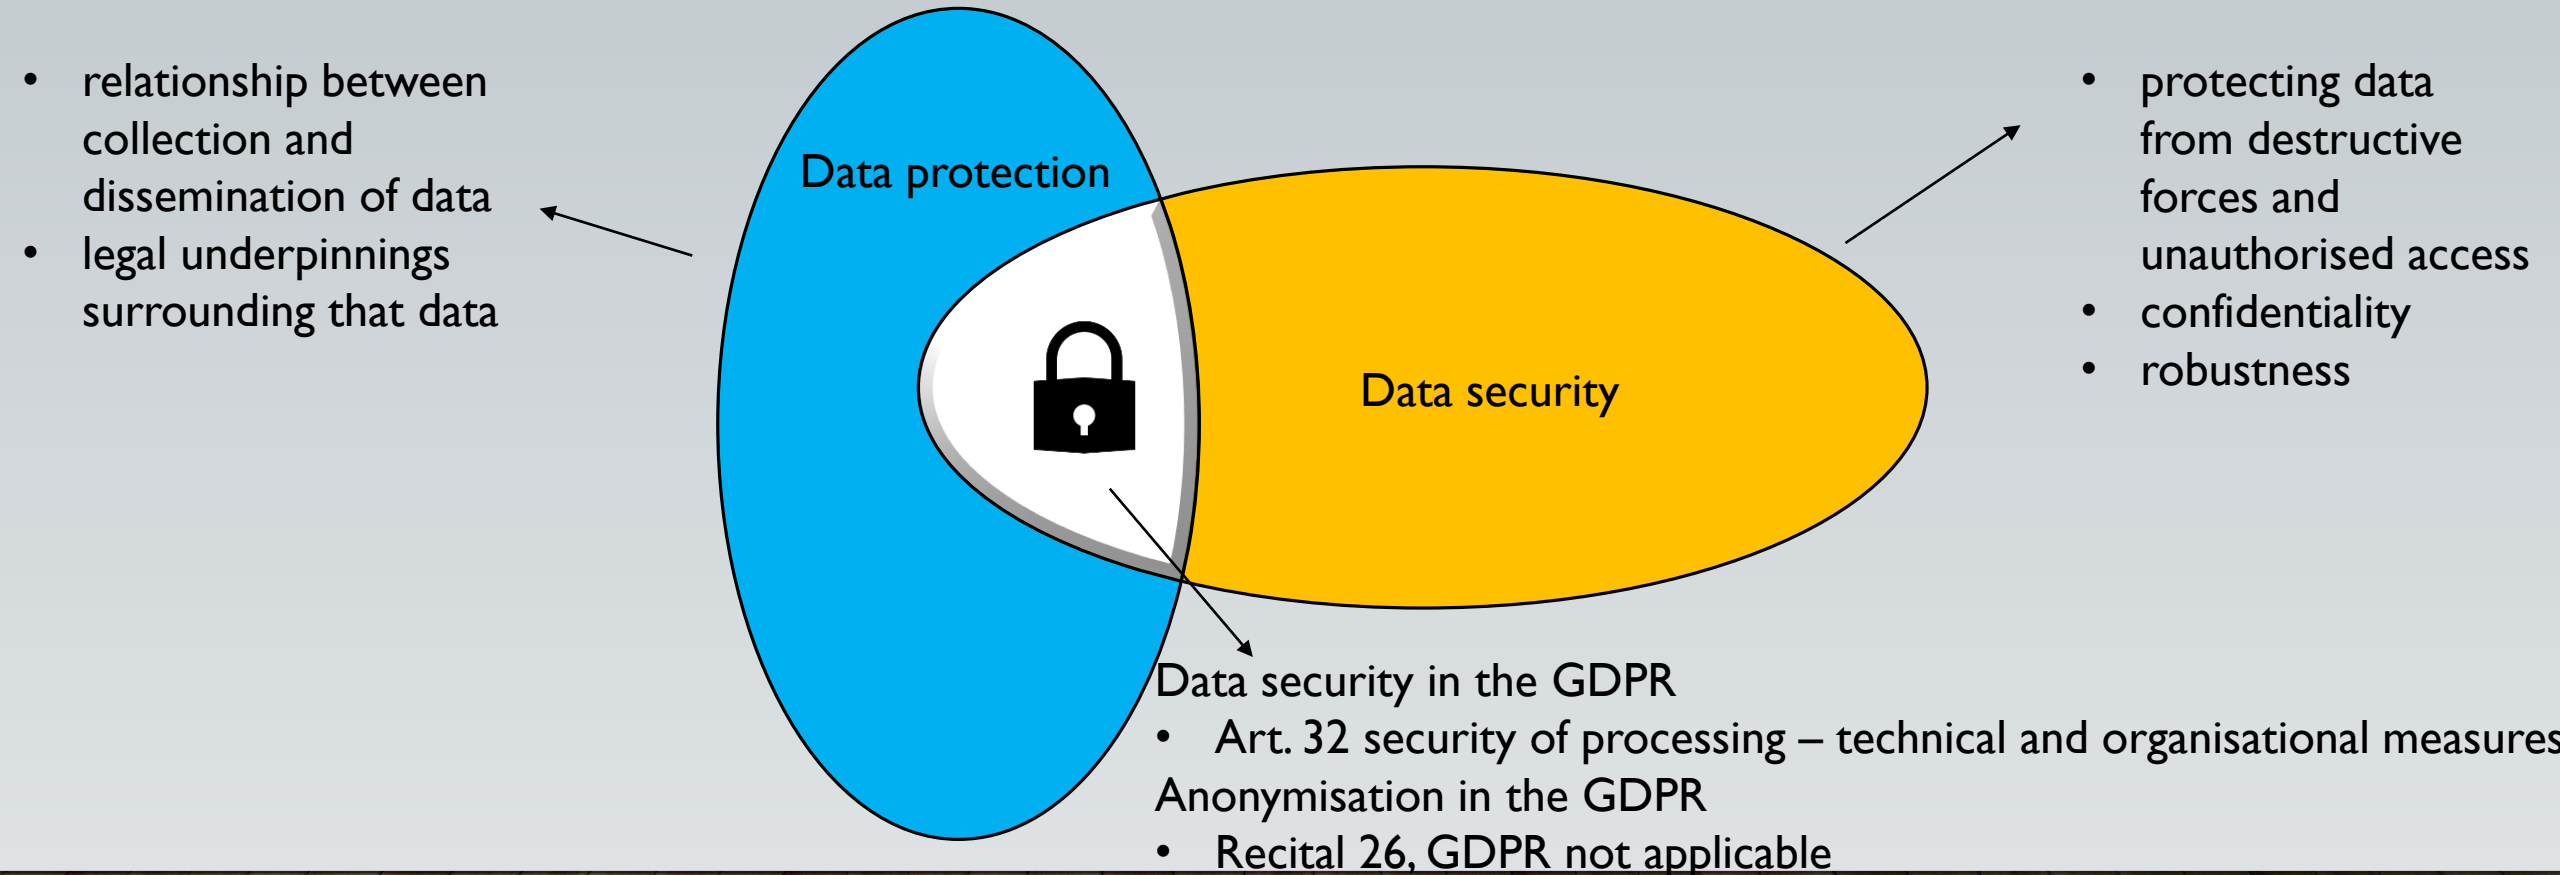 • relationship between
collection and
dissemination of data
• legal underpinnings
surrounding that data
Data protection
Data security
• protecting data
from destructive
forces and
unauthorised access
• confidentiality
• robustness
Data security in the GDPR
• Art. 32 security of processing – technical and organisational measures
Anonymisation in the GDPR
• Recital 26, GDPR not applicable